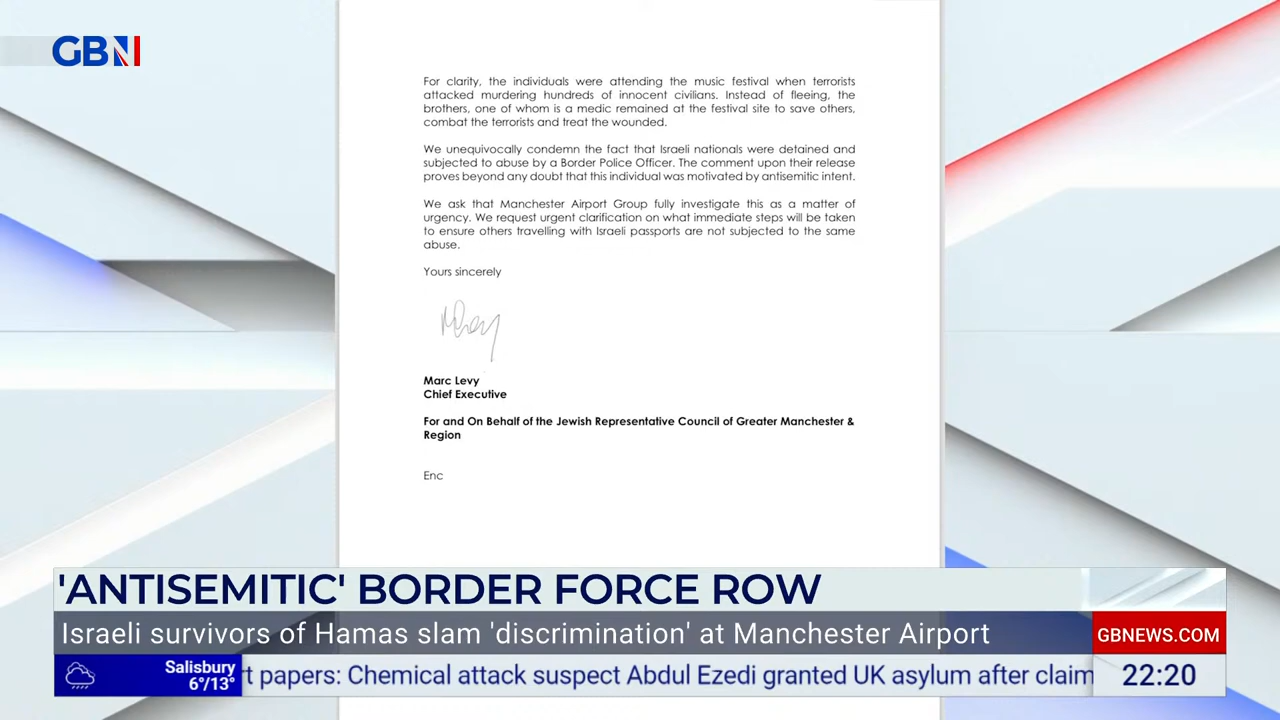 GBN
For clarity, the individuals were attending the music festival when terrorists
attacked murdering hundreds of innocent civilians. Instead of fleeing, the
brothers, one of whom is a medic remained at the festival site to save others,
combat the terrorists and treat the wounded.
We unequivocally condemn the fact that Israeli nationals were detained and
subjected to abuse by a Border Police Officer. The comment upon their release
proves beyond any doubt that this individual was motivated by antisemitic intent.
We ask that Manchester Airport Group fully investigate this as a matter of
urgency. We request urgent clarification on what immediate steps will be taken
to ensure others travelling with Israeli passports are not subjected to the same
abuse.
Yours sincerely
Marc Levy
Chief Executive
For and On Behalf of the Jewish Representative Council of Greater Manchester &
Region
Enc
'ANTISEMITIC' BORDER FORCE ROW
Israeli survivors of Hamas slam 'discrimination' at Manchester Airport
GBNEWS.COM
Salisbury
6°/13°
rt papers: Chemical attack suspect Abdul Ezedi granted UK asylum after claim
22:20